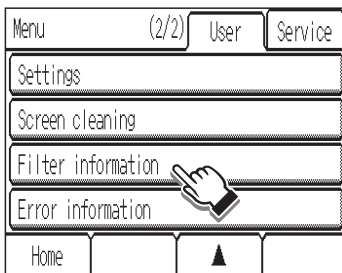 Menu (2/2) User Service
Settings
Screen cleaning
Filter information
Error information
Home